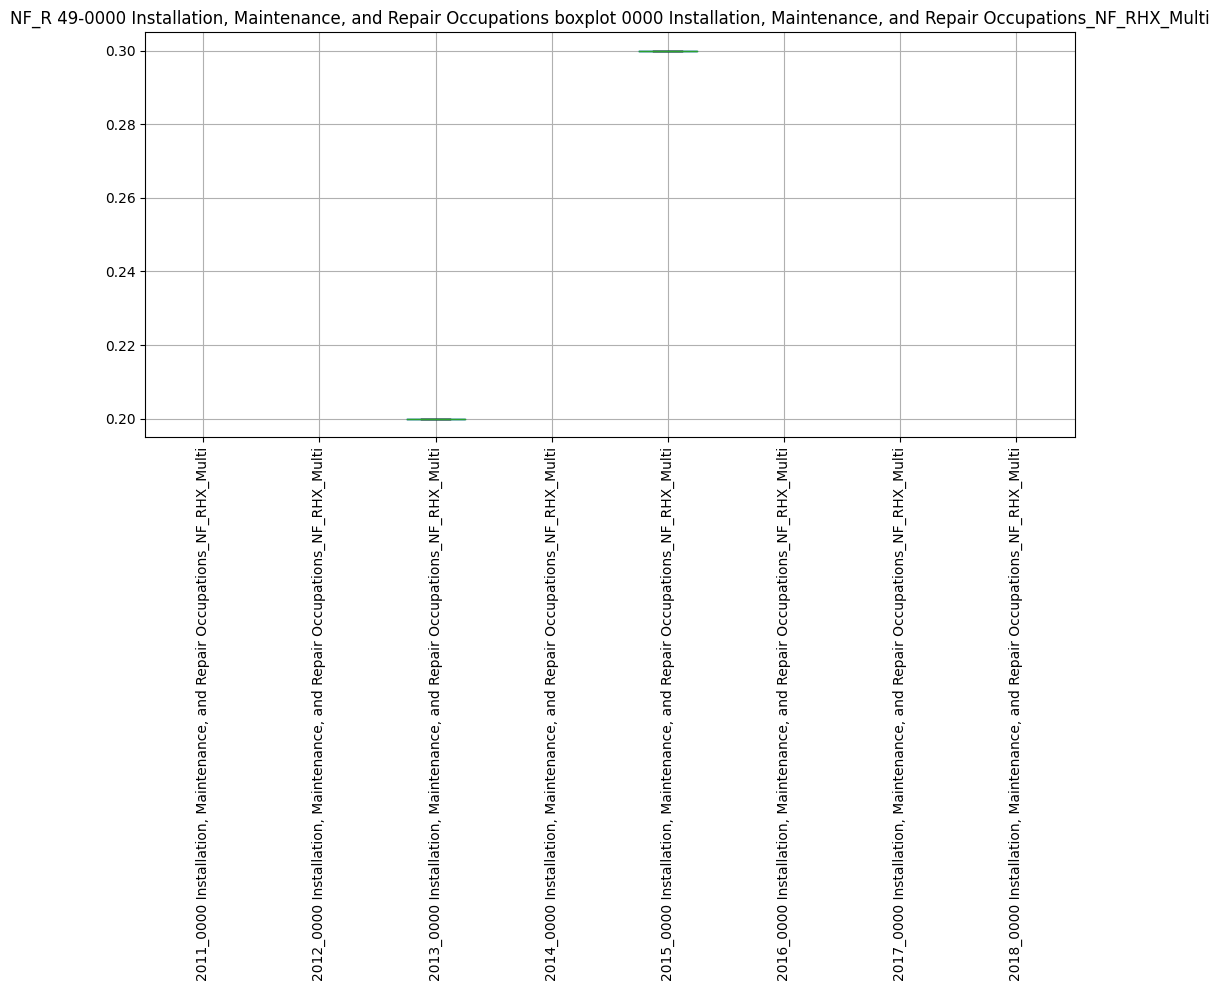 NF_R 49-0000 Installation, Maintenance, and Repair Occupations boxplot 0000 Installation, Maintenance, and Repair Occupations_NF_RHX_Multi
0.30
0.28
0.26
0.24
0.22
0.20
2011_0000 Installation, Maintenance, and Repair Occupations_NF_RHX_Multi
2012_0000 Installation, Maintenance, and Repair Occupations_NF_RHX_Multi
2013_0000 Installation, Maintenance, and Repair Occupations_NF_RHX_Multi
2014_0000 Installation, Maintenance, and Repair Occupations_NF_RHX_Multi
2015_0000 Installation, Maintenance, and Repair Occupations_NF_RHX_Multi
2016_0000 Installation, Maintenance, and Repair Occupations_NF_RHX_Multi
2017_0000 Installation, Maintenance, and Repair Occupations_NF_RHX_Multi
2018_0000 Installation, Maintenance, and Repair Occupations_NF_RHX_Multi